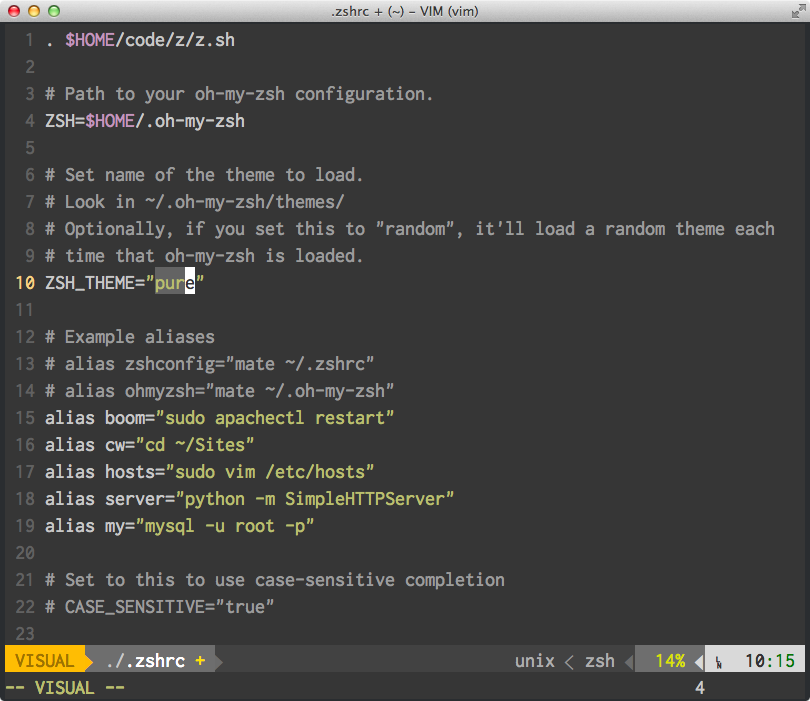 .zshrc + (~) – VIM (vim)
1 . $HOME/code/z/z.sh
2
3 # Path to your oh-my-zsh configuration.
4 ZSH=$HOME/.oh-my-zsh
5
6 # Set name of the theme to load.
7 # Look in ~/.oh-my-zsh/themes/
8 # Optionally, if you set this to "random", it'll load a random theme each
9 # time that oh-my-zsh is loaded.
10 ZSH_THEME="pure"
11
12 # Example aliases
13 # alias zshconfig="mate ~/.zshrc"
14 # alias ohmyzsh="mate ~/.oh-my-zsh"
15 alias boom="sudo apachectl restart"
16 alias cw="cd ~/Sites"
17 alias hosts="sudo vim /etc/hosts"
18 alias server="python -m SimpleHTTPServer"
19 alias my="mysql -u root -p"
20
21 # Set to this to use case-sensitive completion
22 # CASE_SENSITIVE="true"
23
VISUAL ./.zshrc + unix < zsh 14% LN 10:15
-- VISUAL -- 4